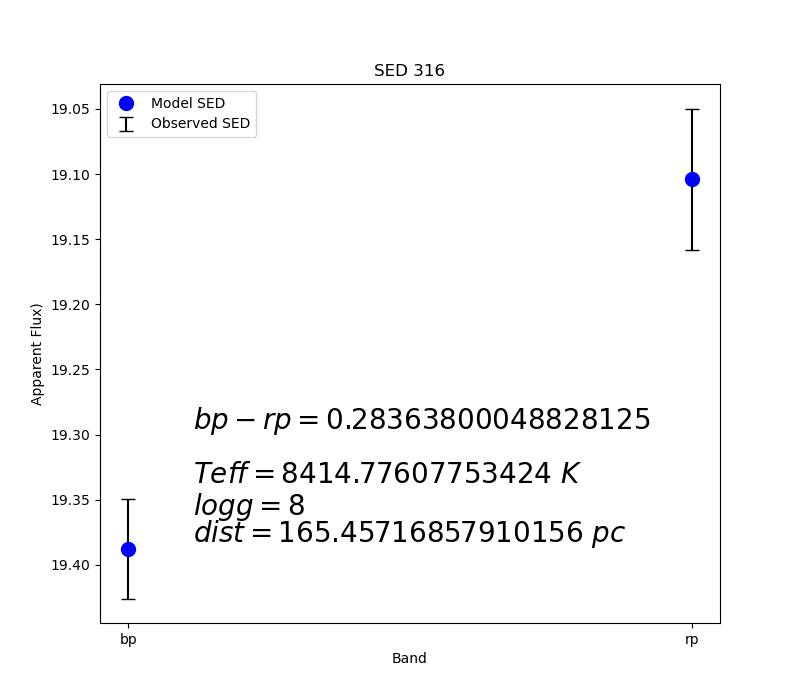 SED 316
Model SED
Observed SED
19.05
19.10
19.15
19.20
19.25
19.30
19.35
19.40
Apparent Flux)
bp − rp = 0.28363800048828125
Teff = 8414.77607753424 K
logg = 8
dist = 165.45716857910156 pc
bp
rp
Band